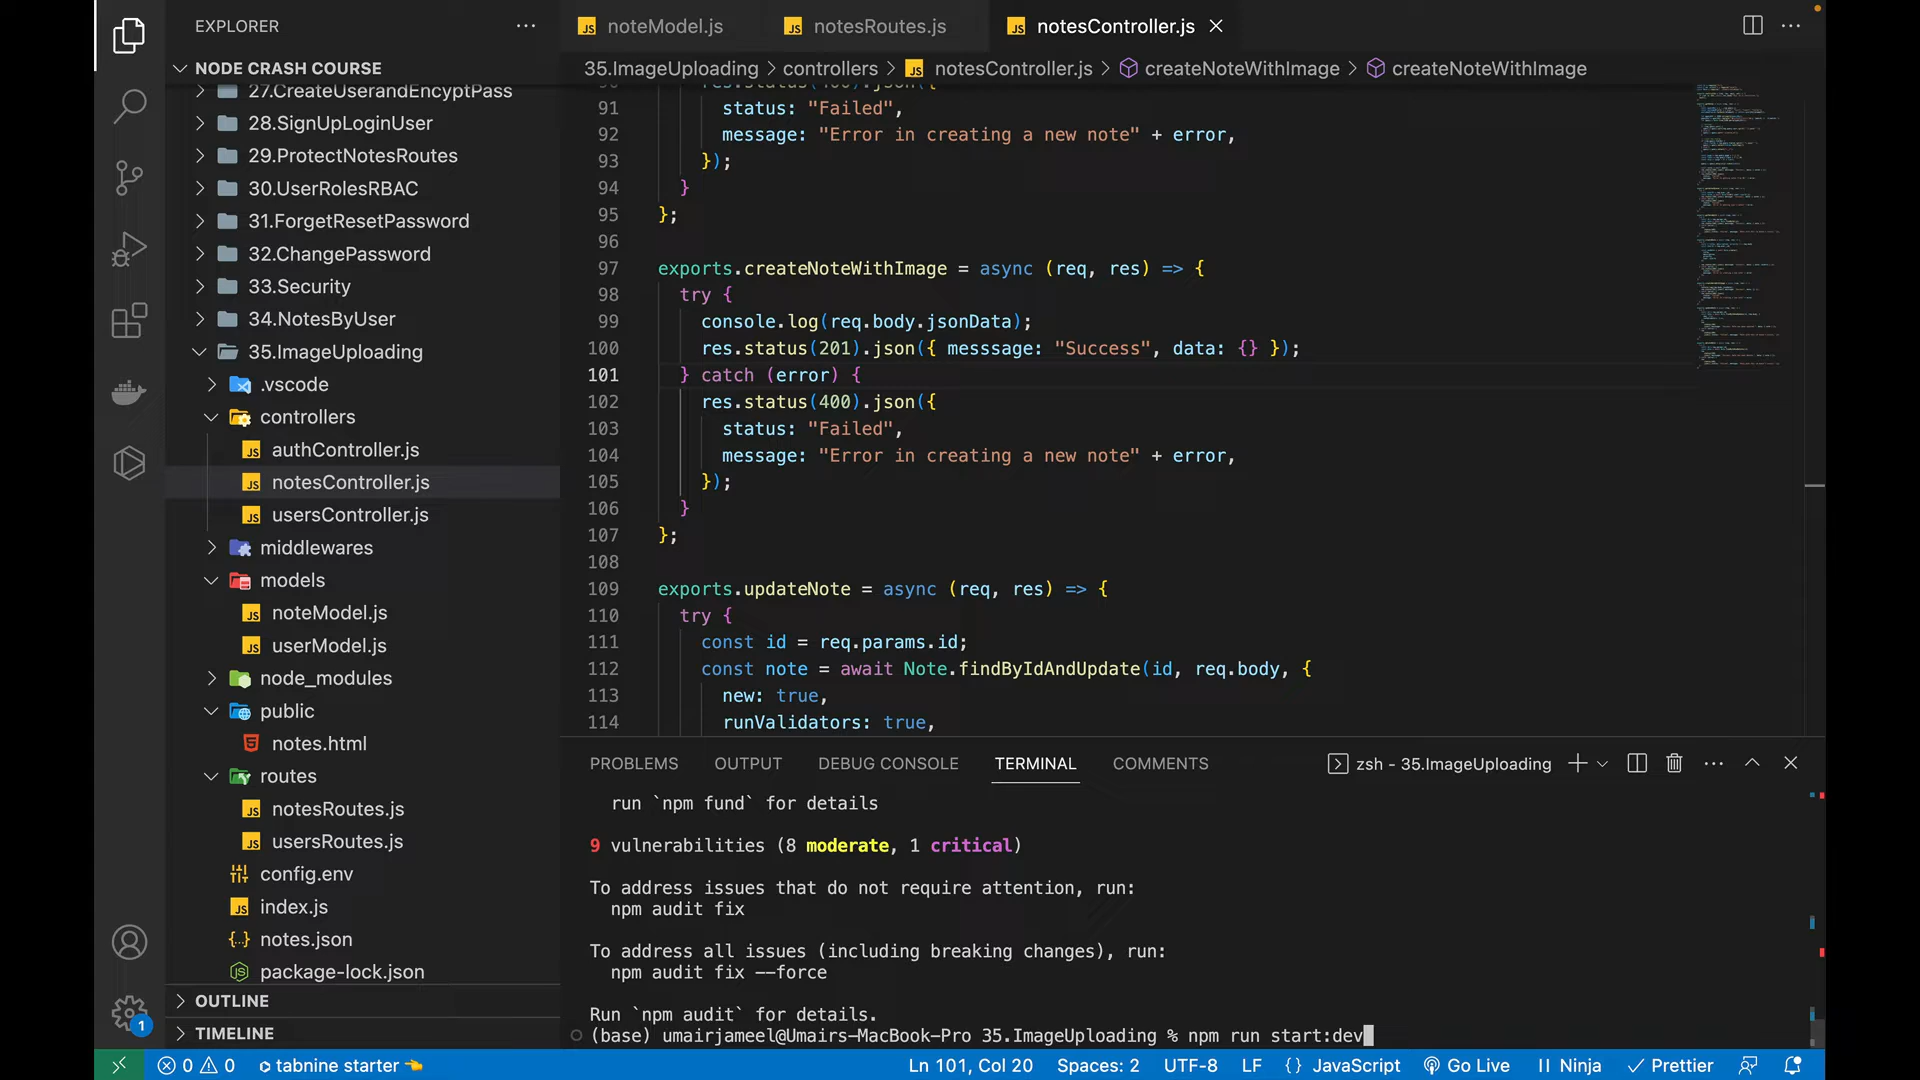 EXPLORER
NODE CRASH COURSE
27.CreateUserandEncyptPass
28.SignUpLoginUser
29.ProtectNotesRoutes
30.UserRolesRBAC
31.ForgetResetPassword
32.ChangePassword
33.Security
34.NotesByUser
35.ImageUploading
.vscode
controllers
authController.js
notesController.js
usersController.js
middlewares
models
noteModel.js
userModel.js
node_modules
public
notes.html
routes
notesRoutes.js
usersRoutes.js
config.env
index.js
notes.json
package-lock.json
OUTLINE
TIMELINE
noteModel.js notesRoutes.js notesController.js
35.ImageUploading > controllers > notesController.js > createNoteWithImage > createNoteWithImage
90 res.status(400).json({
91 status: "Failed",
92 message: "Error in creating a new note" + error,
93 });
94 }
95 };
96
97 exports.createNoteWithImage = async (req, res) => {
98 try {
99 console.log(req.body.jsonData);
100 res.status(201).json({ messsage: "Success", data: {} });
101 } catch (error) {
102 res.status(400).json({
103 status: "Failed",
104 message: "Error in creating a new note" + error,
105 });
106 }
107 };
108
109 exports.updateNote = async (req, res) => {
110 try {
111 const id = req.params.id;
112 const note = await Note.findByIdAndUpdate(id, req.body, {
113 new: true,
114 runValidators: true,
PROBLEMS OUTPUT DEBUG CONSOLE TERMINAL COMMENTS zsh - 35.ImageUploading
run `npm fund` for details
9 vulnerabilities (8 moderate, 1 critical)
To address issues that do not require attention, run:
npm audit fix
To address all issues (including breaking changes), run:
npm audit fix --force
Run `npm audit` for details.
(base) umairjameel@Umairs-MacBook-Pro 35.ImageUploading % npm run start:dev
1
0 0 tabnine starter Ln 101, Col 20 Spaces: 2 UTF-8 LF {} JavaScript Go Live Ninja Prettier